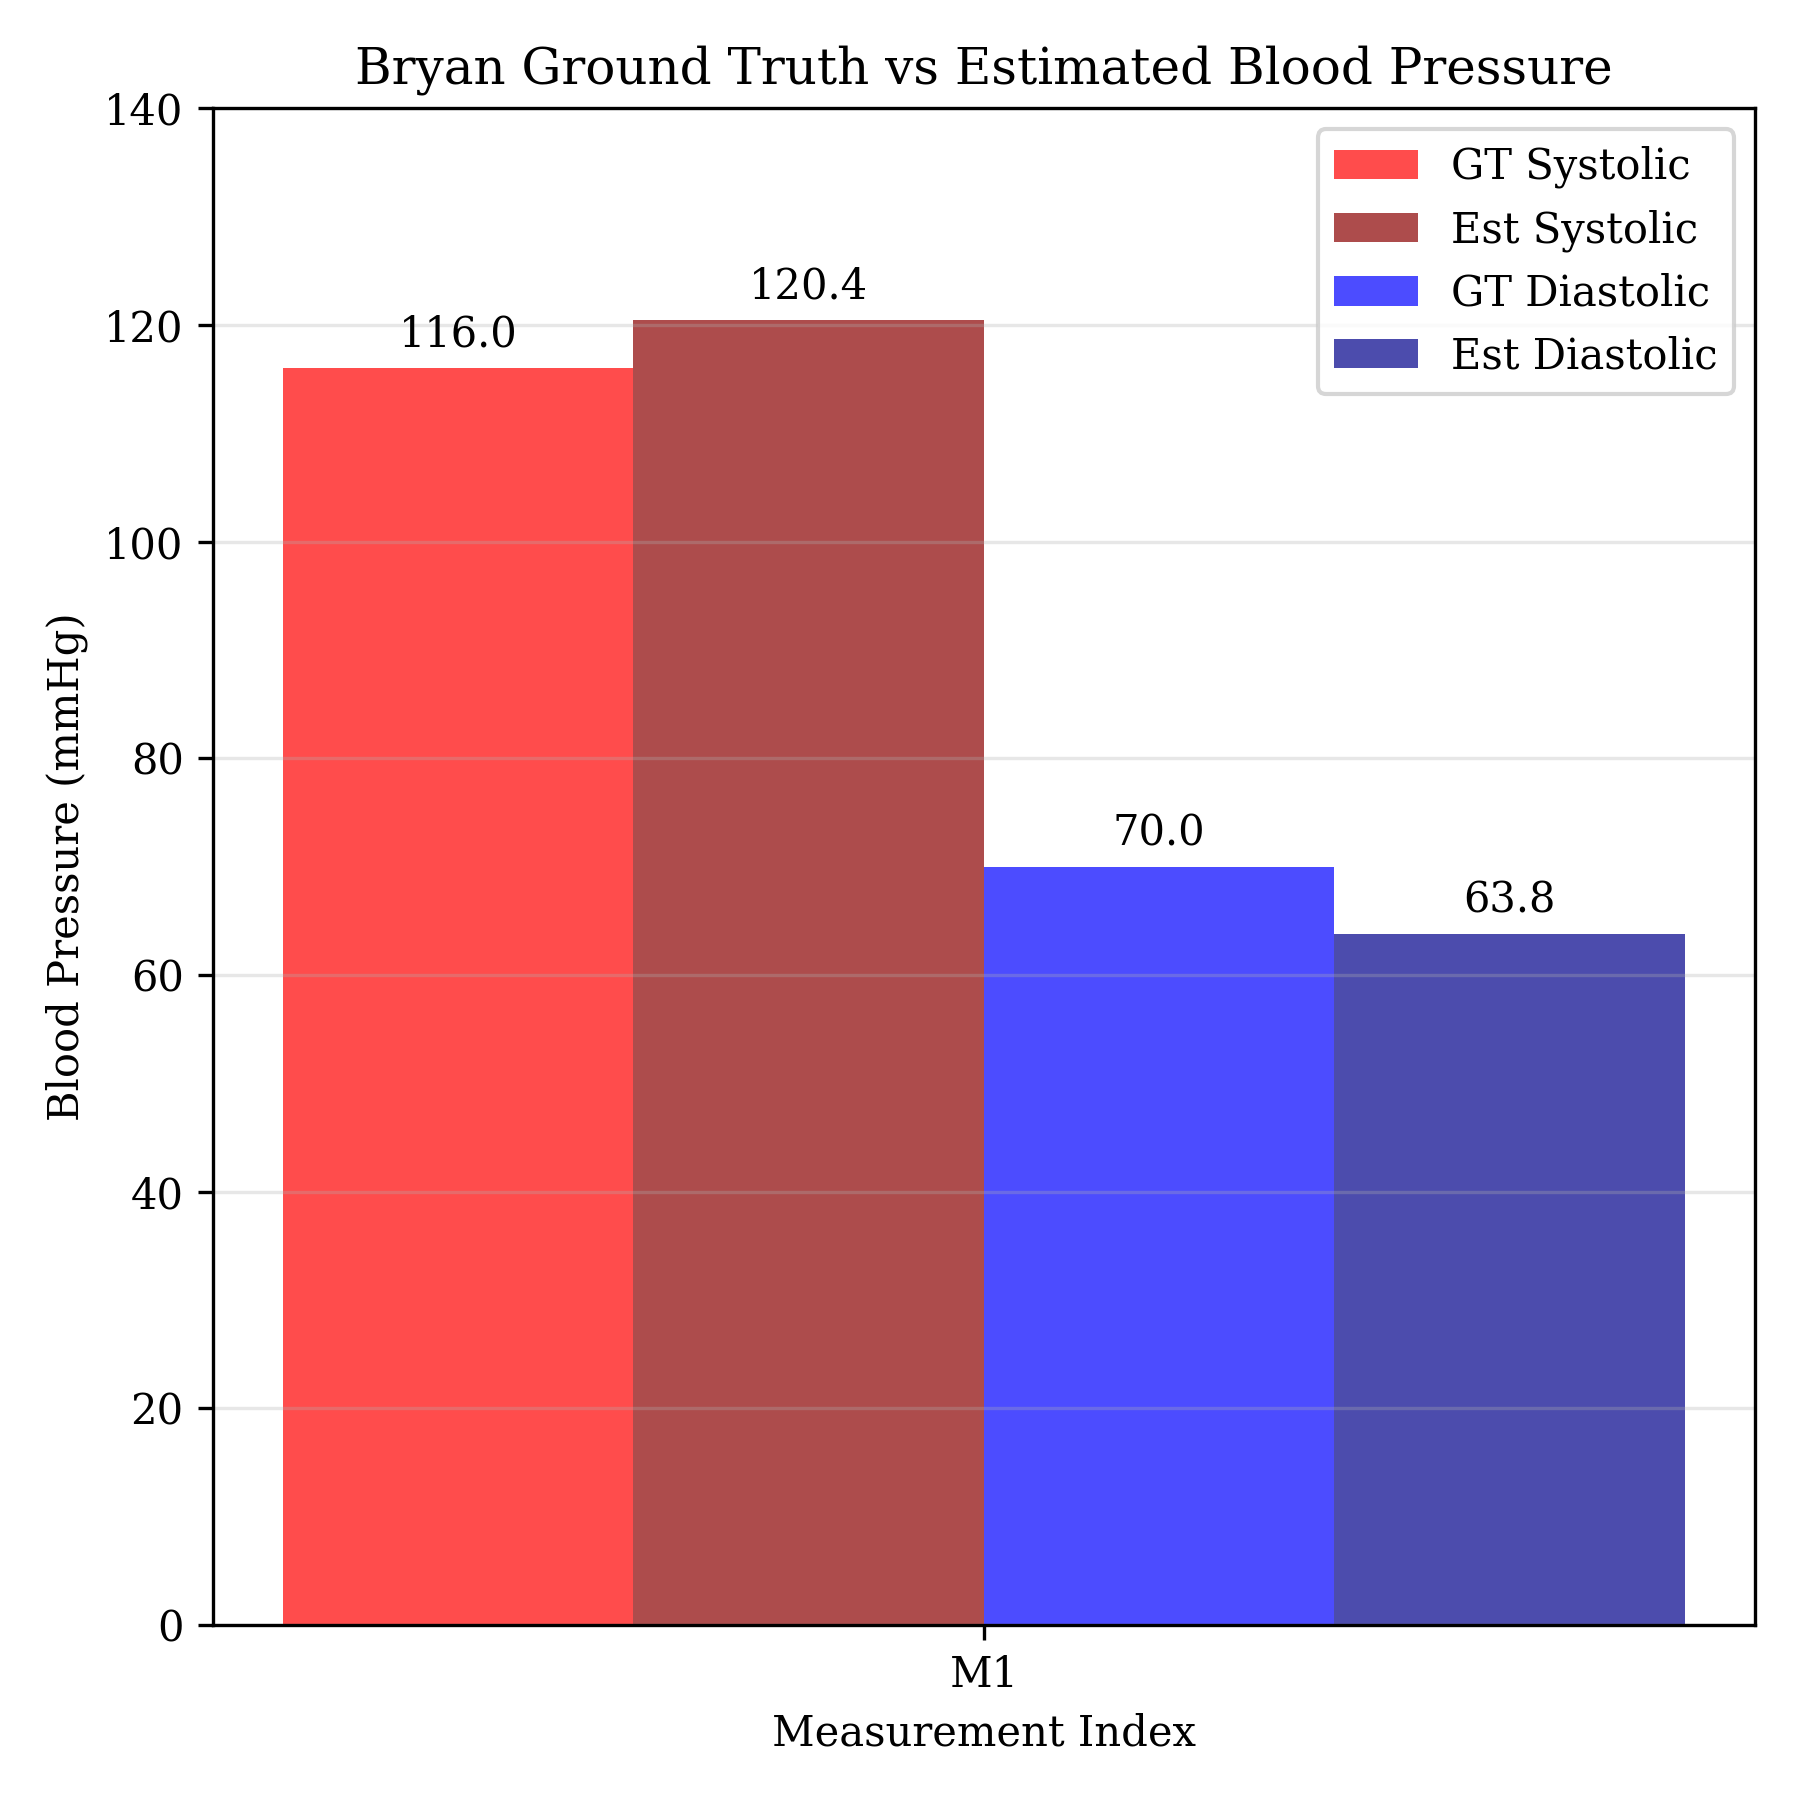 Bryan Ground Truth vs Estimated Blood Pressure
140
120
100
80
60
40
20
0
Blood Pressure (mmHg)
GT Systolic
Est Systolic
GT Diastolic
Est Diastolic
116.0
120.4
70.0
63.8
M1
Measurement Index